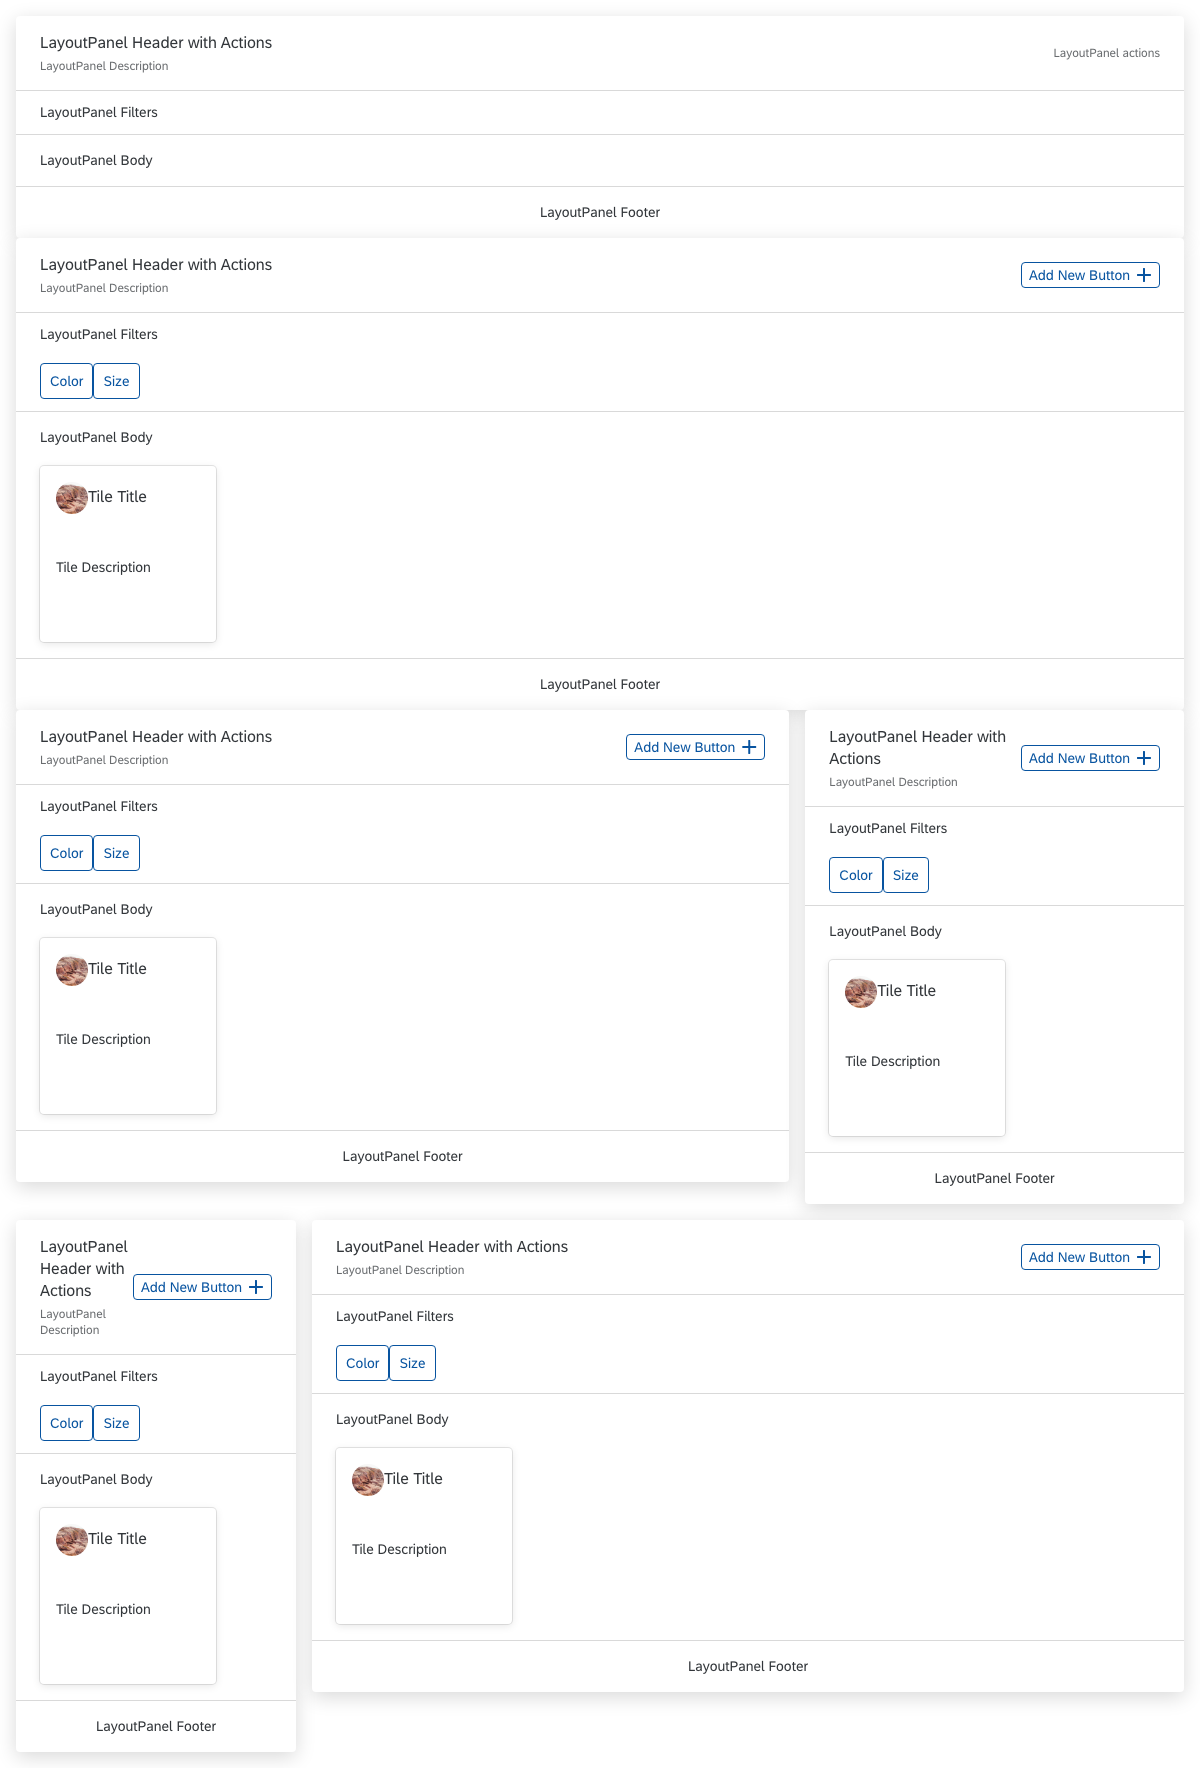 LayoutPanel Header with Actions
LayoutPanel Description
LayoutPanel actions
LayoutPanel Filters
LayoutPanel Body
LayoutPanel Footer
LayoutPanel Header with Actions
LayoutPanel Description
Add New Button
LayoutPanel Filters
Color Size
LayoutPanel Body
Tile Title
Tile Description
LayoutPanel Footer
LayoutPanel Header with Actions
LayoutPanel Description
Add New Button
LayoutPanel Filters
Color Size
LayoutPanel Body
Tile Title
Tile Description
LayoutPanel Footer
LayoutPanel Header with
Actions
LayoutPanel Description
Add New Button
LayoutPanel Filters
Color Size
LayoutPanel Body
Tile Title
Tile Description
LayoutPanel Footer
LayoutPanel
Header with
Actions
LayoutPanel
Description
Add New Button
LayoutPanel Filters
Color Size
LayoutPanel Body
Tile Title
Tile Description
LayoutPanel Footer
LayoutPanel Header with Actions
LayoutPanel Description
Add New Button
LayoutPanel Filters
Color Size
LayoutPanel Body
Tile Title
Tile Description
LayoutPanel Footer